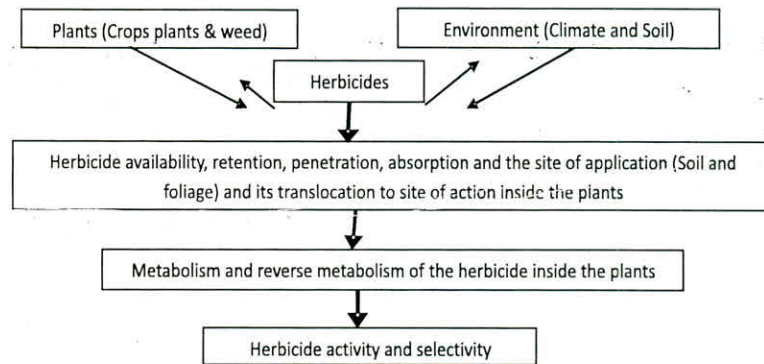 Plants (Crops plants & weed)
Environment (Climate and Soil)
Herbicides
Herbicide availability, retention, penetration, absorption and the site of application (Soil and
foliage) and its translocation to site of action inside the plants
Metabolism and reverse metabolism of the herbicide inside the plants
Herbicide activity and selectivity